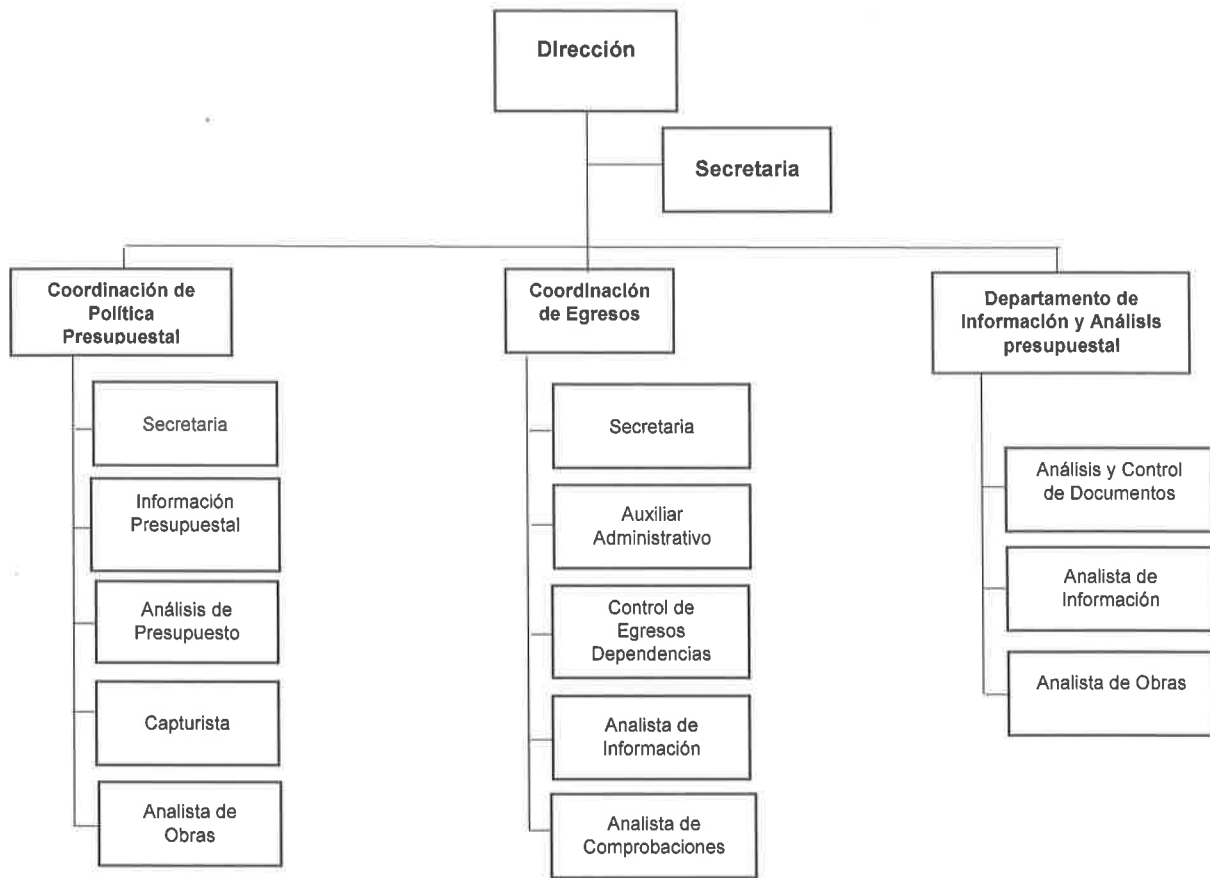 Dirección
Secretaria
Coordinación de
Política
Presupuestal
Secretaria
Información
Presupuestal
Análisis de
Presupuesto
Capturista
Analista de
Obras
Coordinación
de Egresos
Secretaria
Auxiliar
Administrativo
Control de
Egresos
Dependencias
Analista de
Información
Analista de
Comprobaciones
Departamento de
Información y Análisis
presupuestal
Análisis y Control
de Documentos
Analista de
Información
Analista de Obras